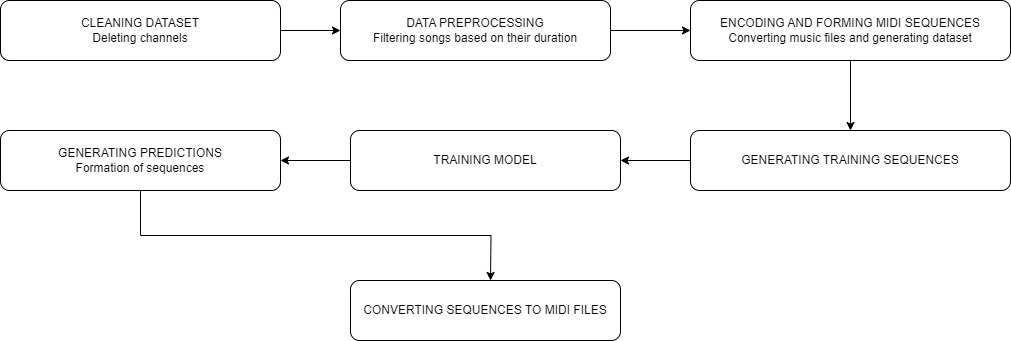 CLEANING DATASET
Deleting channels
DATA PREPROCESSING
Filtering songs based on their duration
ENCODING AND FORMING MIDI SEQUENCES
Converting music files and generating dataset
GENERATING TRAINING SEQUENCES
TRAINING MODEL
GENERATING PREDICTIONS
Formation of sequences
CONVERTING SEQUENCES TO MIDI FILES